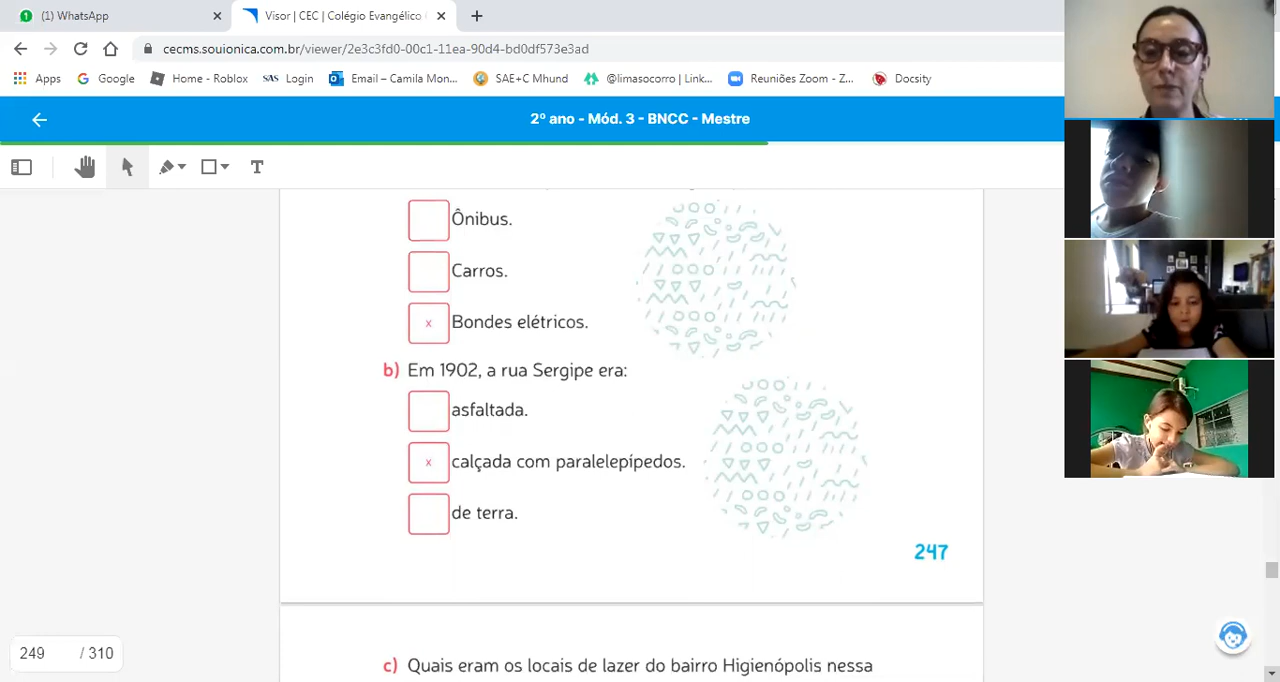 (1) WhatsApp
Visor | CEC | Colégio Evangélico
cecms.souionica.com.br/viewer/2e3c3fd0-00c1-11ea-90d4-bd0df573e3ad
Apps Google Home - Roblox SAS Login Email – Camila Mon... SAE+C Mhund @limasocorro | Link... Reuniões Zoom - Z... Docsity
2º ano - Mód. 3 - BNCC - Mestre
T
Ônibus.
Carros.
x Bondes elétricos.
b) Em 1902, a rua Sergipe era:
asfaltada.
x calçada com paralelepípedos.
de terra.
247
249 / 310
c) Quais eram os locais de lazer do bairro Higienópolis nessa